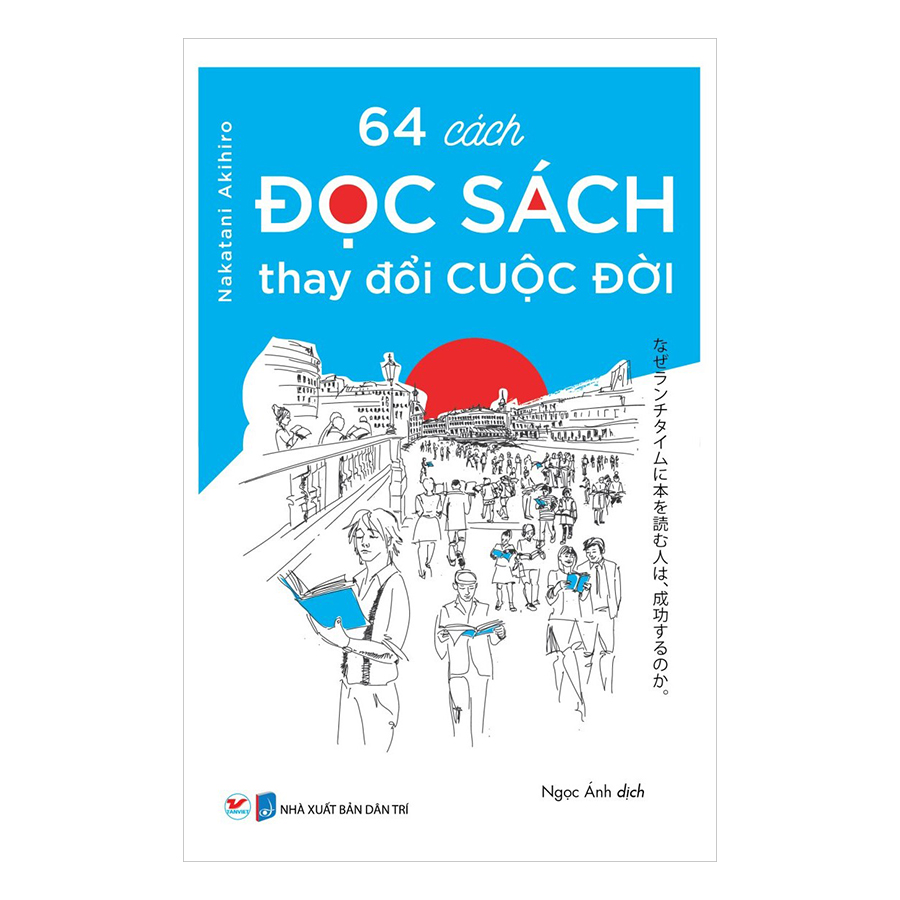 64 cách
ĐỌC SÁCH
thay đổi CUỘC ĐỜI
Nakatani Akihiro
なぜランチタイムに本を読む人は、成功するのか。
Ngọc Ánh dịch
TANVIET
NHÀ XUẤT BẢN DÂN TRÍ